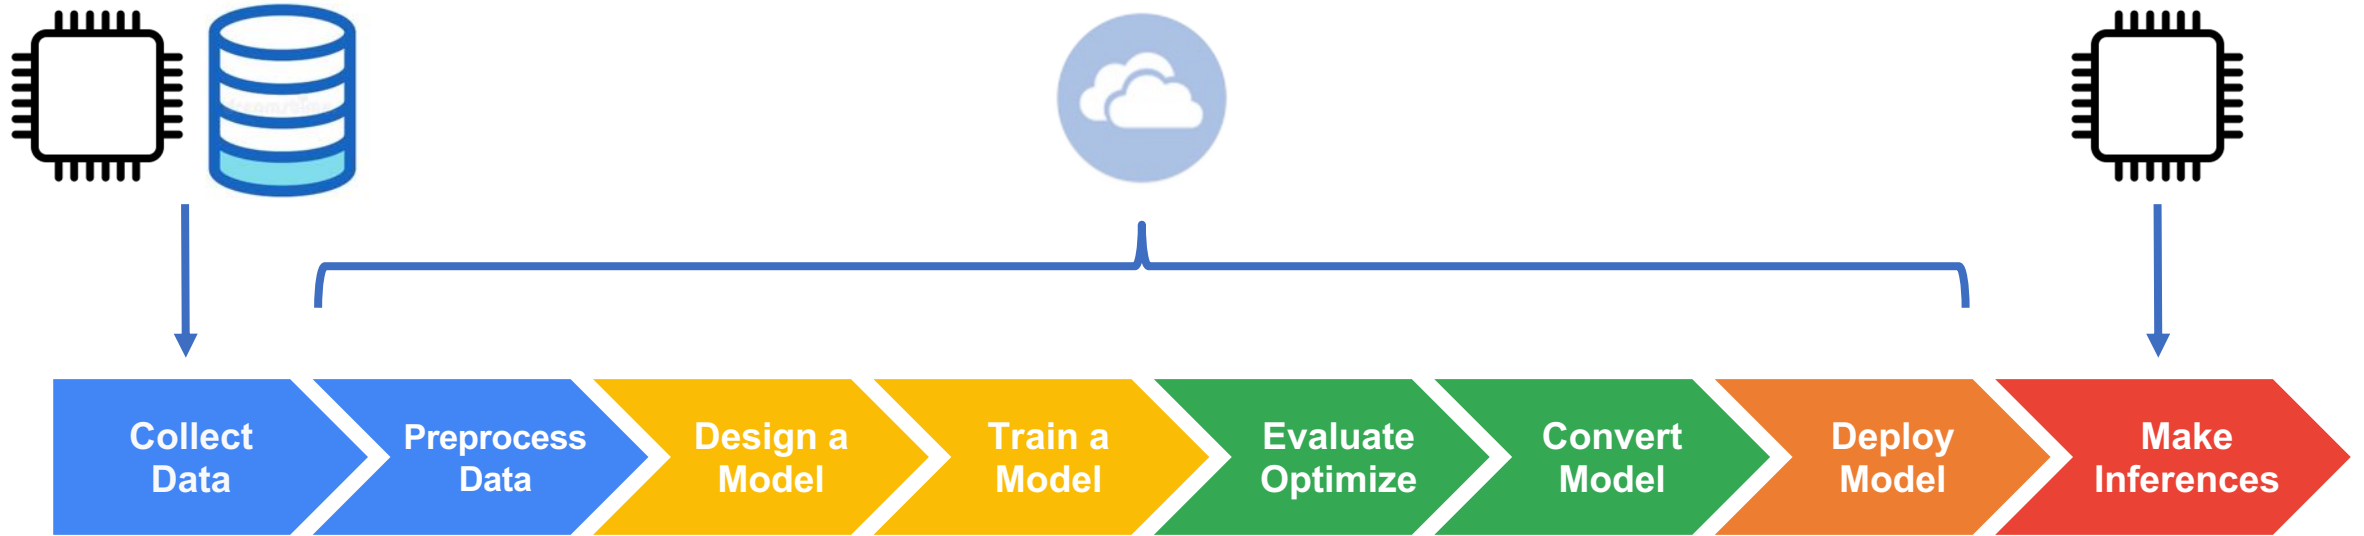 Collect
Data
Preprocess
Data
Design a
Model
Train a
Model
Evaluate
Optimize
Convert
Model
Deploy
Model
Make
Inferences